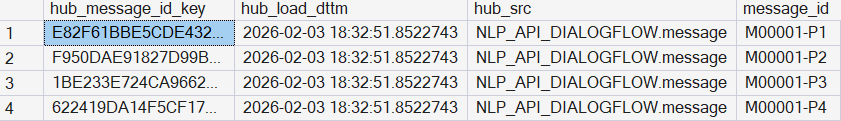 hub_message_id_key hub_load_dttm hub_src message_id
1 E82F61BBE5CDE432... 2026-02-03 18:32:51.8522743 NLP_API_DIALOGFLOW.message M00001-P1
2 F950DAE91827D99B... 2026-02-03 18:32:51.8522743 NLP_API_DIALOGFLOW.message M00001-P2
3 1BE233E724CA9662... 2026-02-03 18:32:51.8522743 NLP_API_DIALOGFLOW.message M00001-P3
4 622419DA14F5CF17... 2026-02-03 18:32:51.8522743 NLP_API_DIALOGFLOW.message M00001-P4